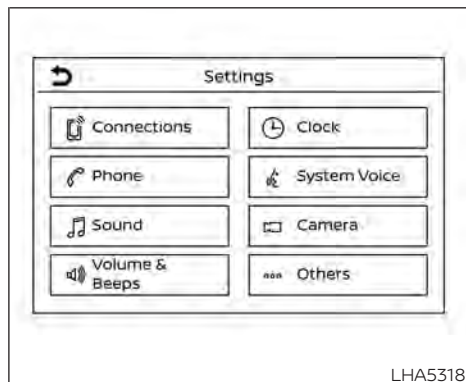 Settings
Connections
Clock
Phone
System Voice
Sound
Camera
Volume &
Beeps
Others
LHA5318